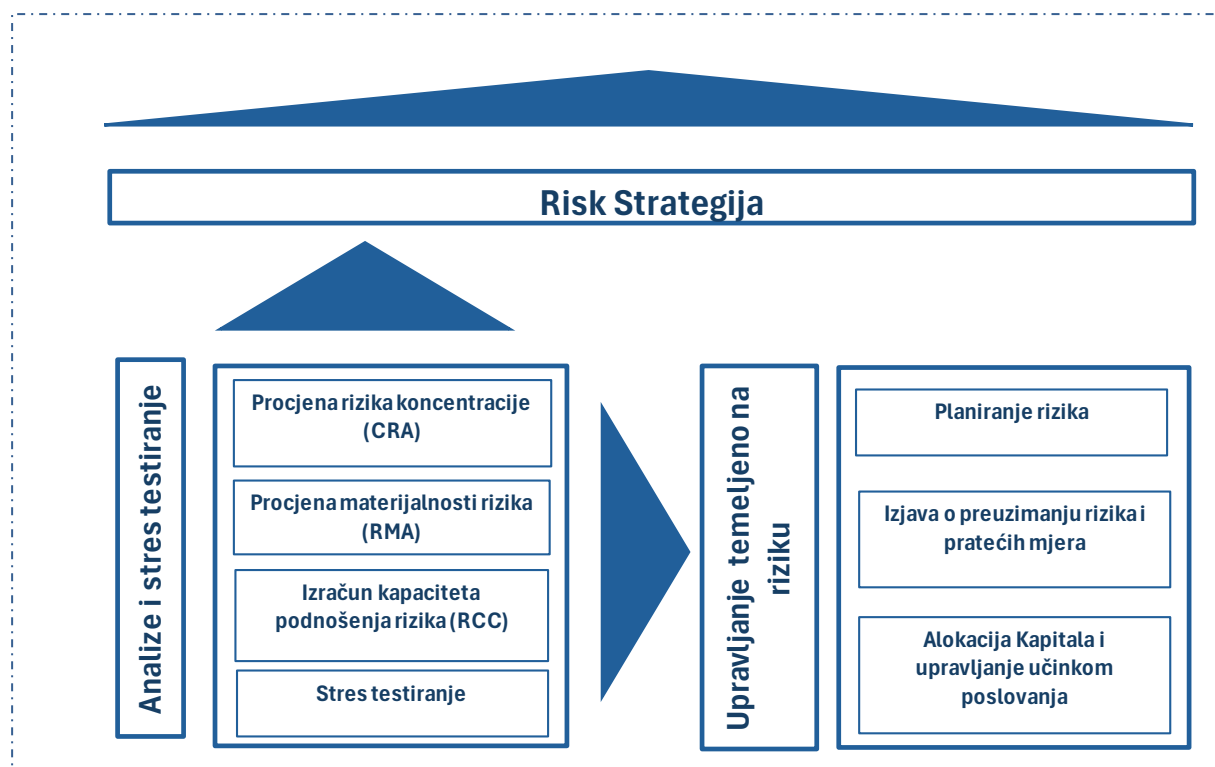 Risk Strategija
Analize i stres testiranje
Procjena rizika koncentracije
(CRA)
Procjena materijalnosti rizika
(RMA)
Izračun kapaciteta
podnošenja rizika (RCC)
Stres testiranje
Upravljanje temeljeno na
riziku
Planiranje rizika
Izjava o preuzimanju rizika i
pratećih mjera
Alokacija Kapitala i
upravljanje učinkom
poslovanja